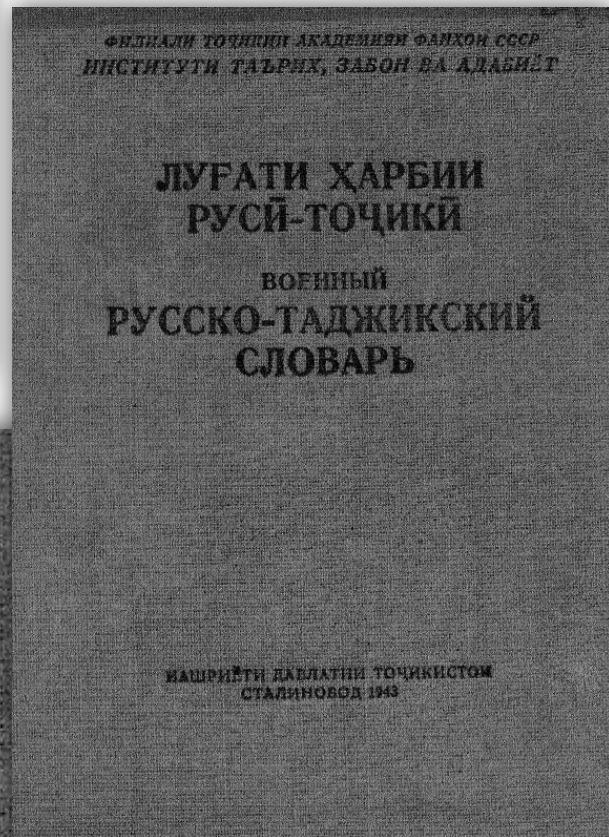 ФИЛИАЛИ ТОҶИКИИ АКАДЕМИЯИ ФАНҲОИ СССР
ИНСТИТУТИ ТАЪРИХ, ЗАБОН ВА АДАБИЁТ
ЛУҒАТИ ҲАРБИИ
РУСӢ-ТОҶИКӢ
ВОЕННЫЙ
РУССКО-ТАДЖИКСКИЙ
СЛОВАРЬ
НАШРИЁТИ ДАВЛАТИИ ТОҶИКИСТОН
СТАЛИНОБОД 1943